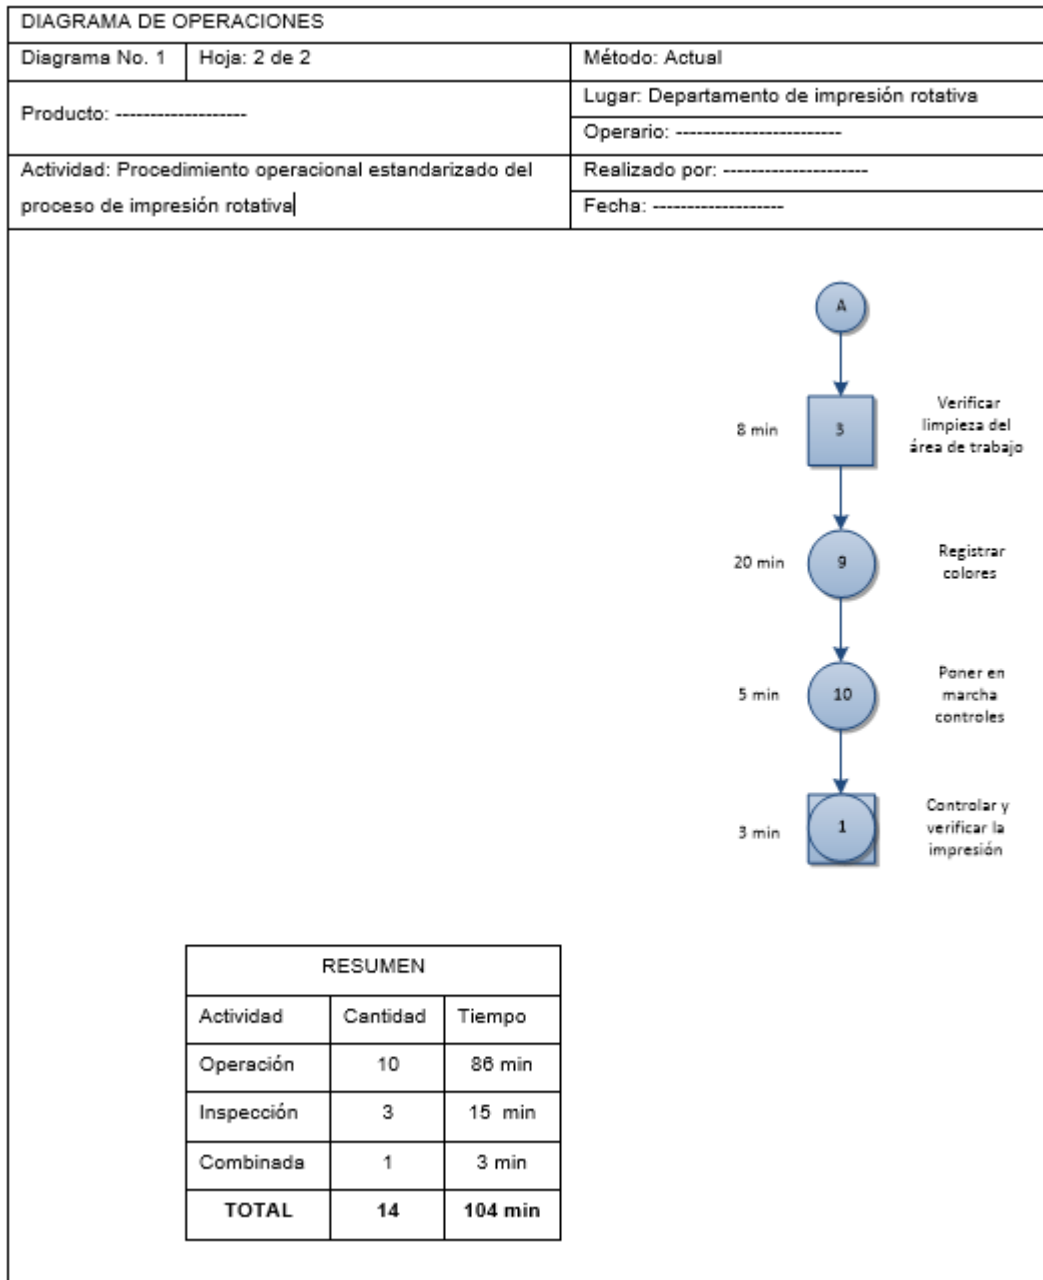 DIAGRAMA DE OPERACIONES
Diagrama No. 1
Hoja: 2 de 2
Método: Actual
Producto: -------------------
Lugar: Departamento de impresión rotativa
Operario: ------------------------
Actividad: Procedimiento operacional estandarizado del
proceso de impresión rotativa
Realizado por: ---------------------
Fecha: -------------------
A
8 min
3
Verificar
limpieza del
área de trabajo
20 min
9
Registrar
colores
5 min
10
Poner en
marcha
controles
3 min
1
Controlar y
verificar la
impresión
RESUMEN
Actividad Cantidad Tiempo
Operación 10 86 min
Inspección 3 15 min
Combinada 1 3 min
TOTAL 14 104 min